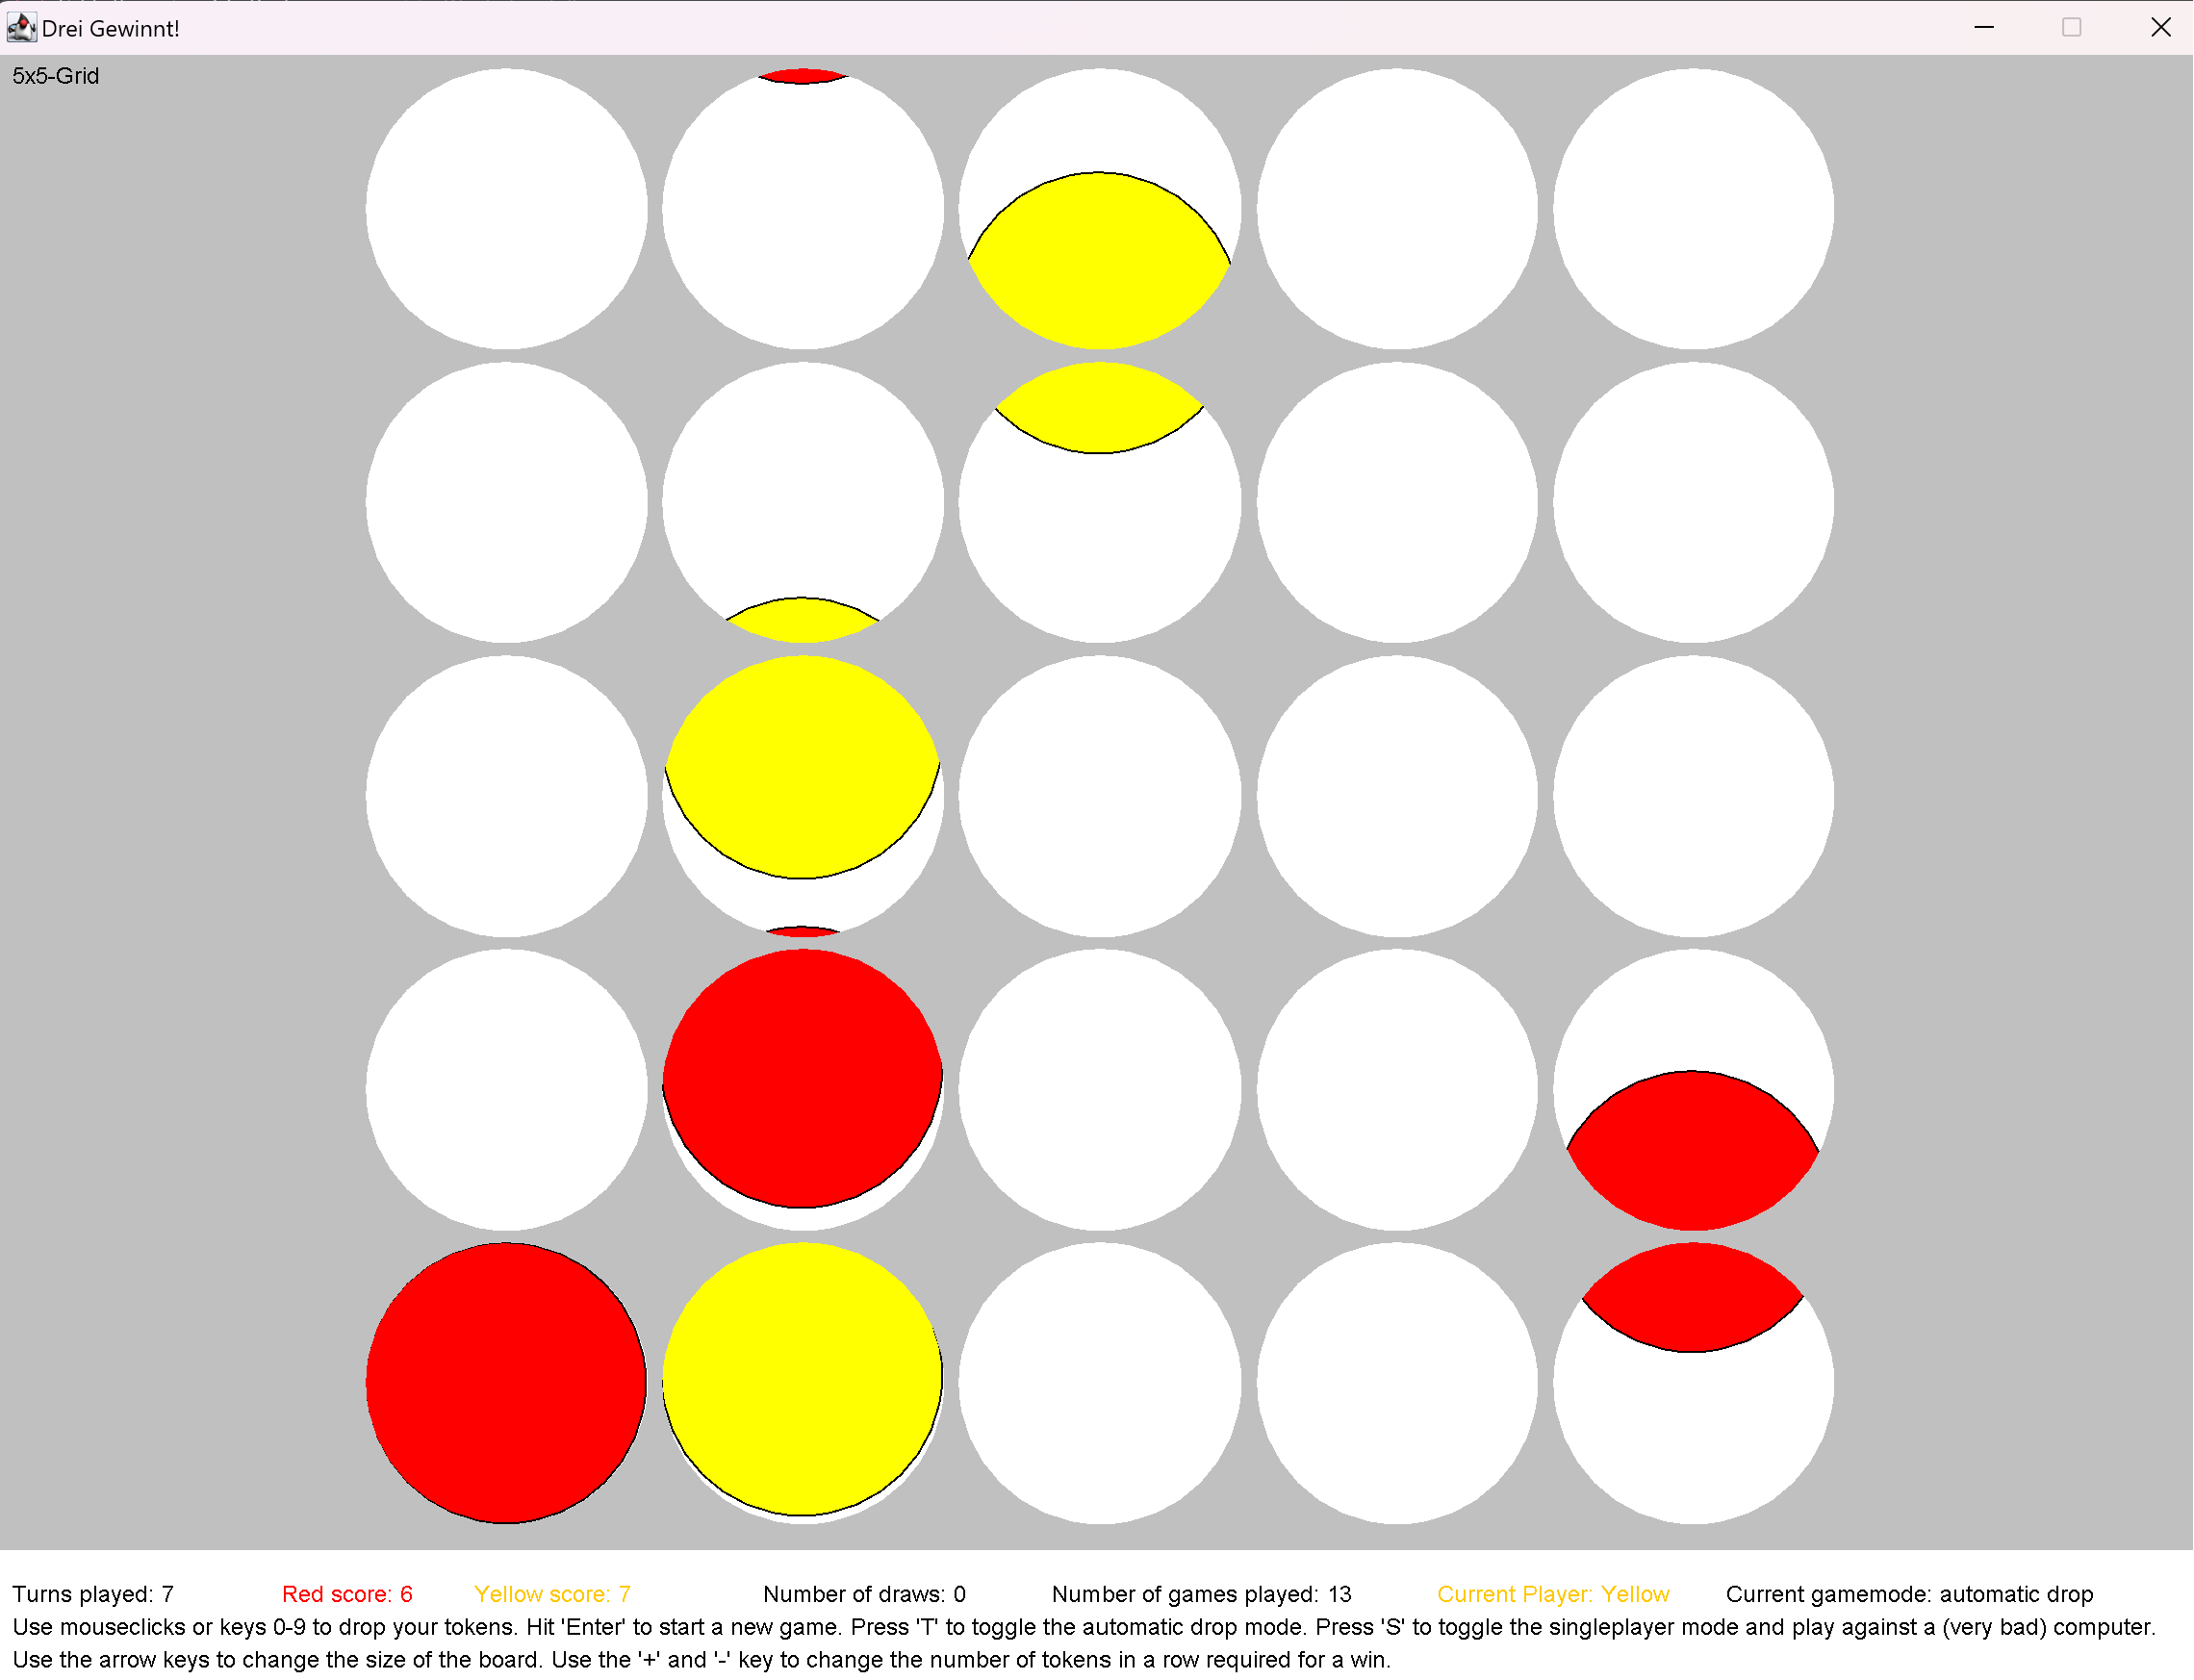 Drei Gewinnt!
5x5-Grid
Turns played: 7 Red score: 6 Yellow score: 7 Number of draws: 0 Number of games played: 13 Current Player: Yellow Current gamemode: automatic drop
Use mouseclicks or keys 0-9 to drop your tokens. Hit 'Enter' to start a new game. Press 'T' to toggle the automatic drop mode. Press 'S' to toggle the singleplayer mode and play against a (very bad) computer.
Use the arrow keys to change the size of the board. Use the '+' and '-' key to change the number of tokens in a row required for a win.